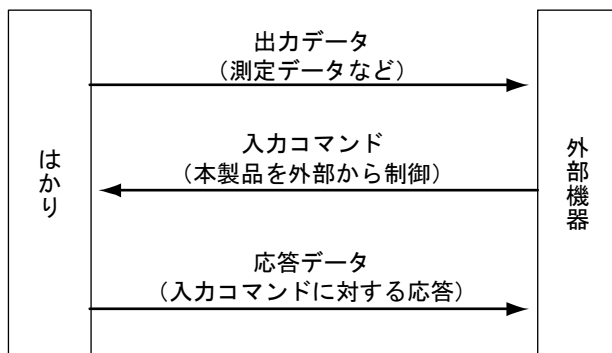 出力データ
(測定データなど)
はかり
入力コマンド
(本製品を外部から制御)
外部機器
応答データ
(入力コマンドに対する応答)